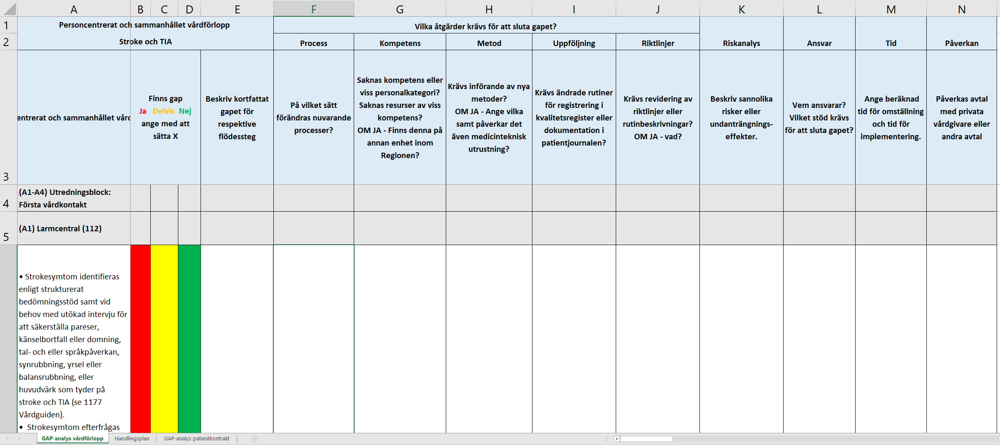 A B C D E F G H I J K L M N
1
Personcentrerat och sammanhållet vårdförlopp
Vilka åtgärder krävs för att sluta gapet?
2
Stroke och TIA
Process
Kompetens
Metod
Uppföljning
Riktlinjer
Riskanalys
Ansvar
Tid
Påverkan
3
entrerat och sammanhållet vård
Finns gap
Ja Delvis Nej
ange med att
sätta X
Beskriv kortfattat
gapet för
respektive
flödessteg
På vilket sätt
förändras nuvarande
processer?
Saknas kompetens eller
viss personalkategori?
Saknas resurser av viss
kompetens?
OM JA - Finns denna på
annan enhet inom
Regionen?
Krävs införande av nya
metoder?
OM JA - Ange vilka
samt påverkar det
även medicinteknisk
utrustning?
Krävs ändrade rutiner
för registrering i
kvalitetsregister eller
dokumentation i
patientjournalen?
Krävs revidering av
riktlinjer eller
rutinbeskrivningar?
OM JA - vad?
Beskriv sannolika
risker eller
undanträgnings-
effekter.
Vem ansvarar?
Vilket stöd krävs
för att sluta gapet?
Ange beräknad
tid för omställning
och tid för
implementering.
Påverkas avtal
med privata
vårdgivare eller
andra avtal
4
(A1-A4) Utredningsblock:
Första vårdkontakt
5
(A1) Larmcentral (112)
• Strokesymtom identifieras
enligt strukturerat
bedömningsstöd samt vid
behov med utökad intervju för
att säkerställa pareser,
känselbortfall eller domning,
tal- och eller språkpåverkan,
synrubbning, yrsel eller
balansrubbning, eller
huvudvärk som tyder på
stroke och TIA (se 1177
Vårdguiden).
• Strokesymtom efterfrågas
GAP-analys vårdförlopp
Handlingsplan
GAP-analys patientkontrakt